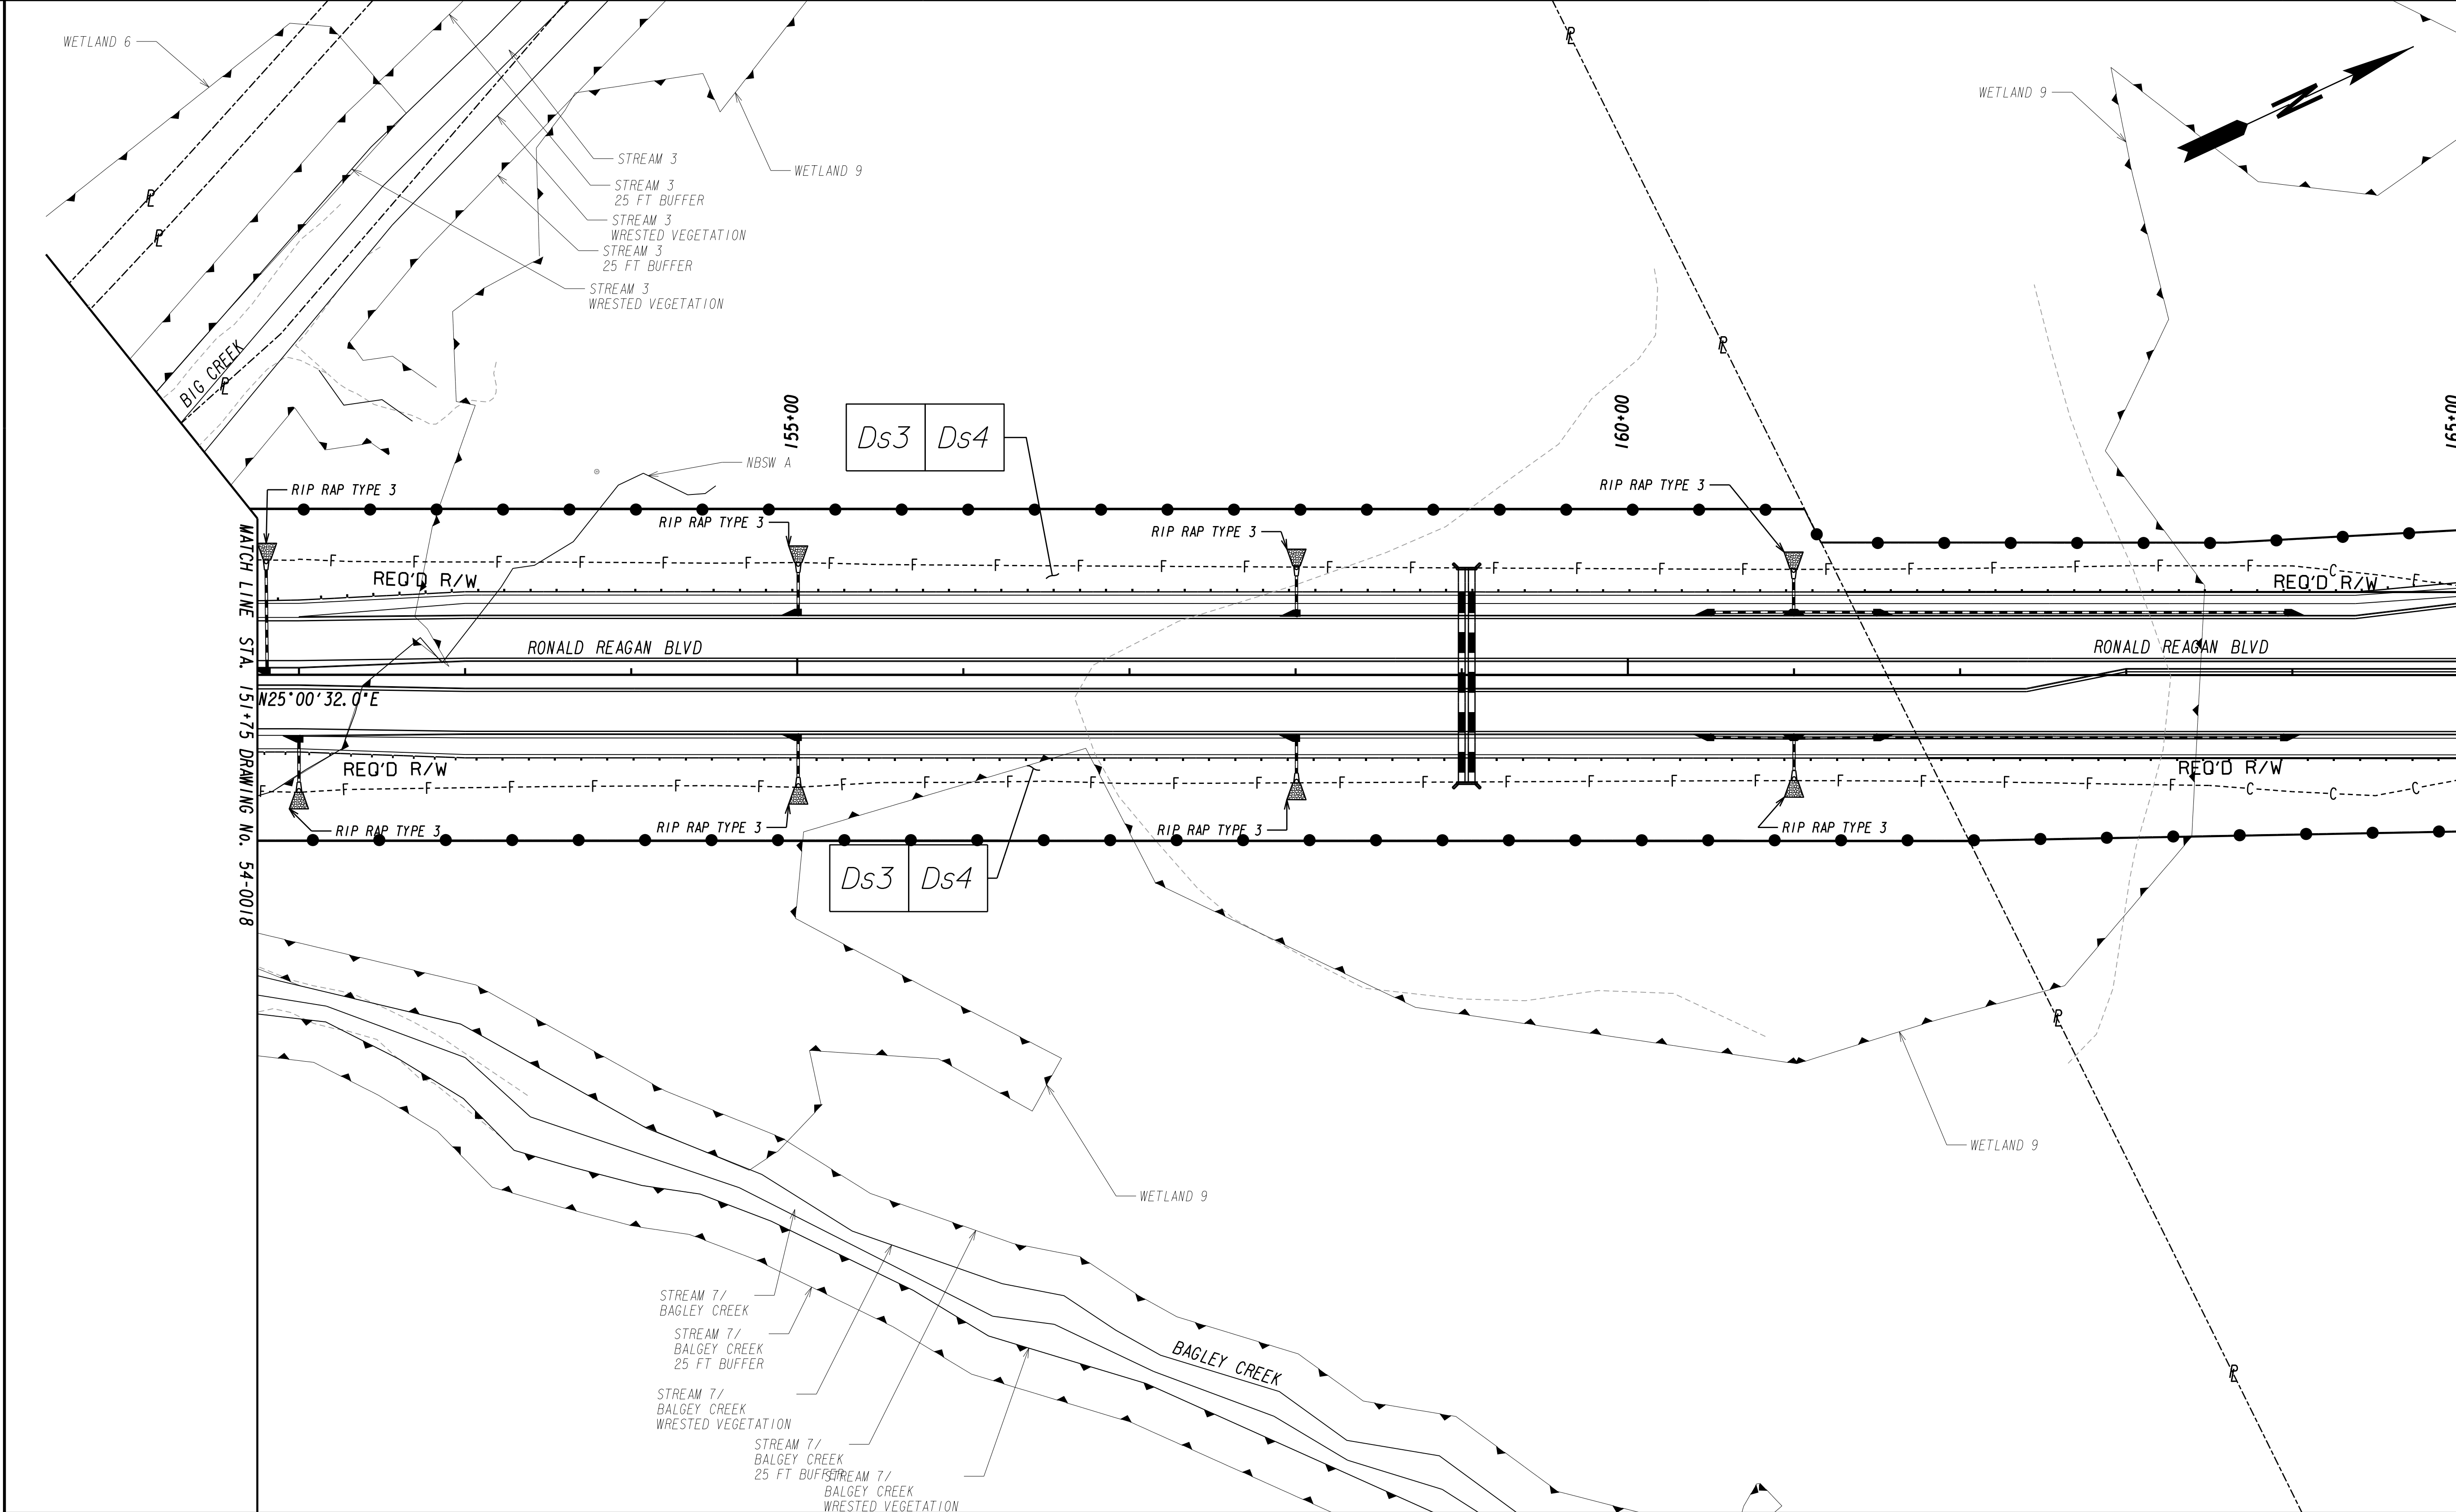 WETLAND 6
STREAM 3
STREAM 3
25 FT BUFFER
STREAM 3
WRESTED VEGETATION
STREAM 3
25 FT BUFFER
STREAM 3
WRESTED VEGETATION
WETLAND 9
WETLAND 9
N
BIG CREEK
155+00
160+00
165+00
Ds3 Ds4
NBSW A
RIP RAP TYPE 3
RIP RAP TYPE 3
RIP RAP TYPE 3
RIP RAP TYPE 3
REQ'D R/W
REQ'D R/W
RONALD REAGAN BLVD
RONALD REAGAN BLVD
N25°00'32.0"E
REQ'D R/W
REQ'D R/W
RIP RAP TYPE 3
RIP RAP TYPE 3
RIP RAP TYPE 3
RIP RAP TYPE 3
MATCH LINE STA. 151+75 DRAWING No. 54-0018
Ds3 Ds4
WETLAND 9
WETLAND 9
STREAM 7/
BAGLEY CREEK
STREAM 7/
BALGEY CREEK
25 FT BUFFER
STREAM 7/
BALGEY CREEK
WRESTED VEGETATION
STREAM 7/
BALGEY CREEK
25 FT BUFFER
STREAM 7/
BALGEY CREEK
WRESTED VEGETATION
BAGLEY CREEK